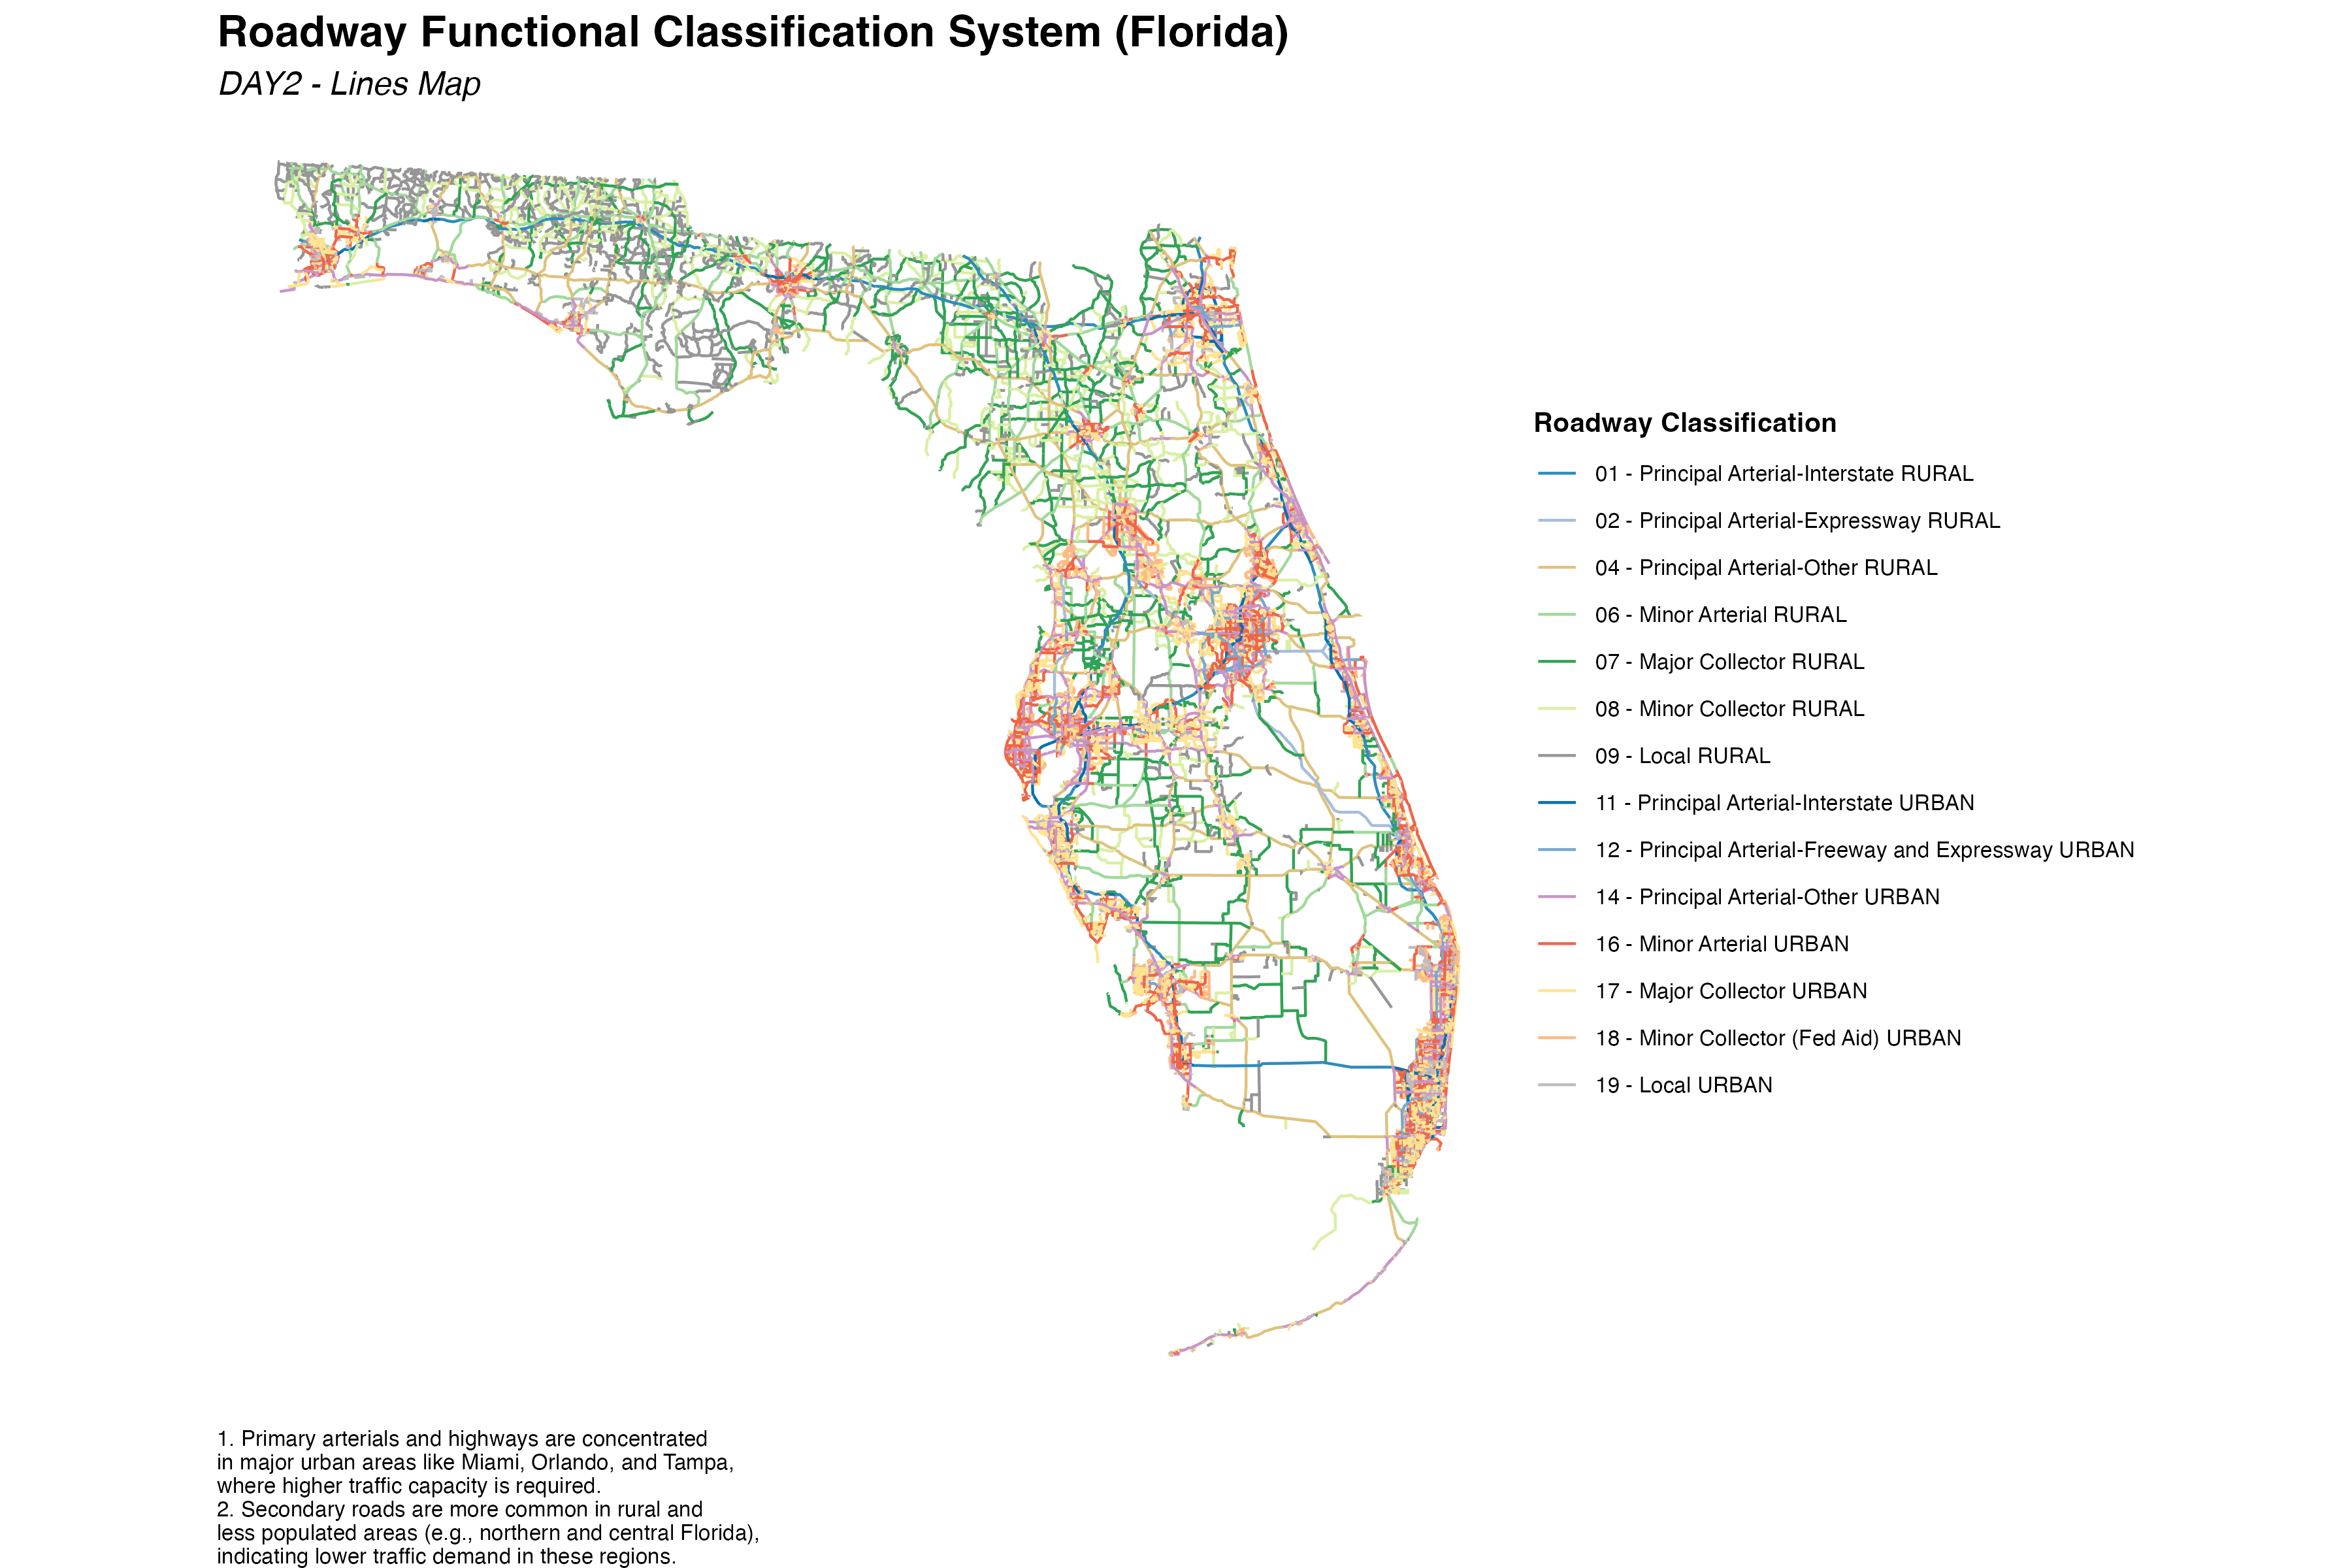 Roadway Functional Classification System (Florida)
DAY2 - Lines Map
Roadway Classification
01 - Principal Arterial-Interstate RURAL
02 - Principal Arterial-Expressway RURAL
04 - Principal Arterial-Other RURAL
06 - Minor Arterial RURAL
07 - Major Collector RURAL
08 - Minor Collector RURAL
09 - Local RURAL
11 - Principal Arterial-Interstate URBAN
12 - Principal Arterial-Freeway and Expressway URBAN
14 - Principal Arterial-Other URBAN
16 - Minor Arterial URBAN
17 - Major Collector URBAN
18 - Minor Collector (Fed Aid) URBAN
19 - Local URBAN
1. Primary arterials and highways are concentrated
in major urban areas like Miami, Orlando, and Tampa,
where higher traffic capacity is required.
2. Secondary roads are more common in rural and
less populated areas (e.g., northern and central Florida),
indicating lower traffic demand in these regions.